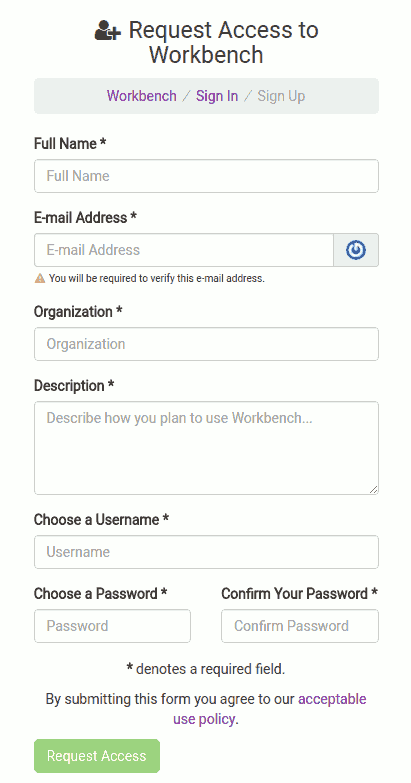 Request Access to
Workbench
Workbench / Sign In / Sign Up
Full Name *
Full Name
E-mail Address *
E-mail Address
You will be required to verify this e-mail address.
Organization *
Organization
Description *
Describe how you plan to use Workbench...
Choose a Username *
Username
Choose a Password * Confirm Your Password *
Password Confirm Password
* denotes a required field.
By submitting this form you agree to our acceptable
use policy.
Request Access